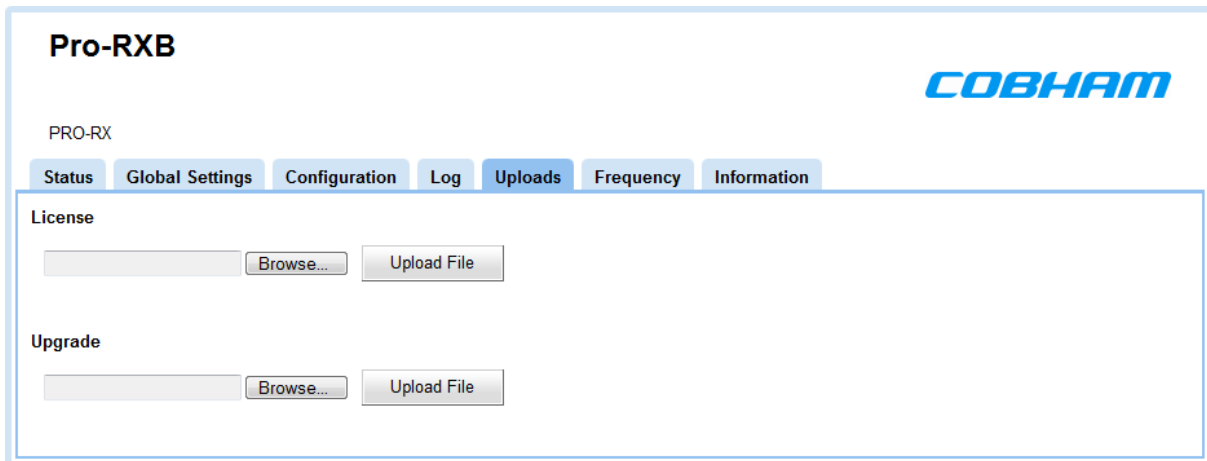 Pro-RXB
COBHAM
PRO-RX
Status Global Settings Configuration Log Uploads Frequency Information
License
Browse... Upload File
Upgrade
Browse... Upload File